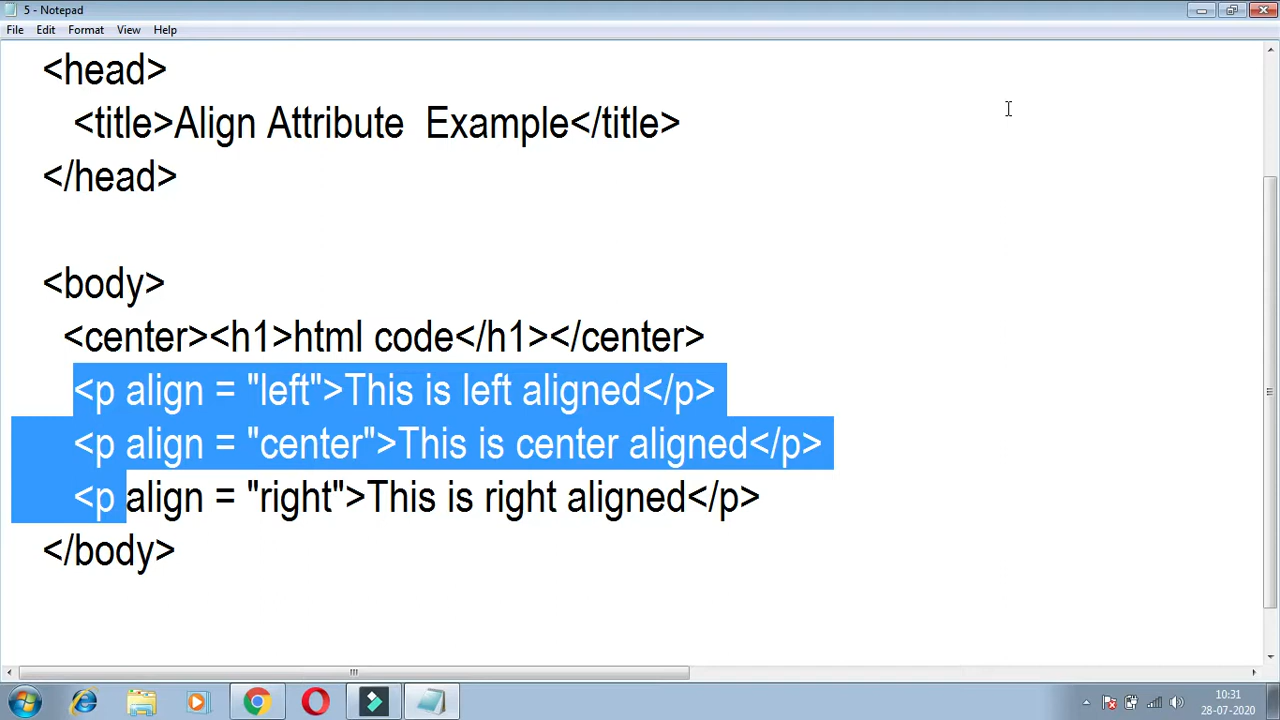 5 - Notepad
File Edit Format View Help
<head>
<title>Align Attribute  Example</title>
</head>
<body>
<center><h1>html code</h1></center>
<p align = "left">This is left aligned</p>
<p align = "center">This is center aligned</p>
<p align = "right">This is right aligned</p>
</body>
10:31
28-07-2020